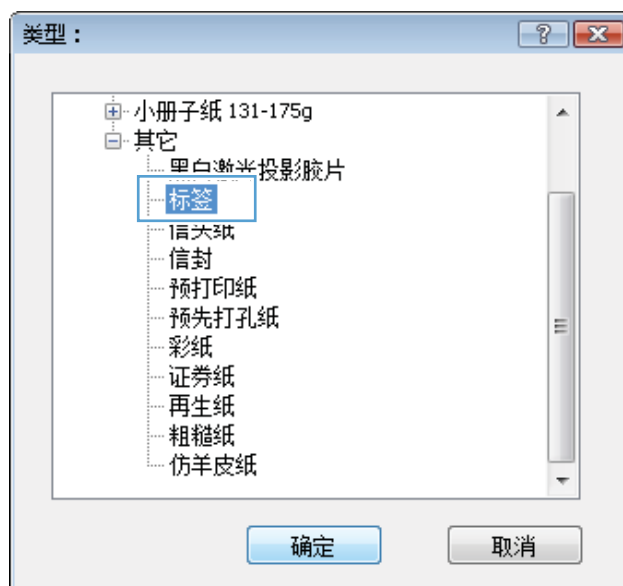 类型：
小册子纸 131-175g
其它
黑白激光投影胶片
标签
信头纸
信封
预打印纸
预先打孔纸
彩纸
证券纸
再生纸
粗糙纸
仿羊皮纸
确定 取消